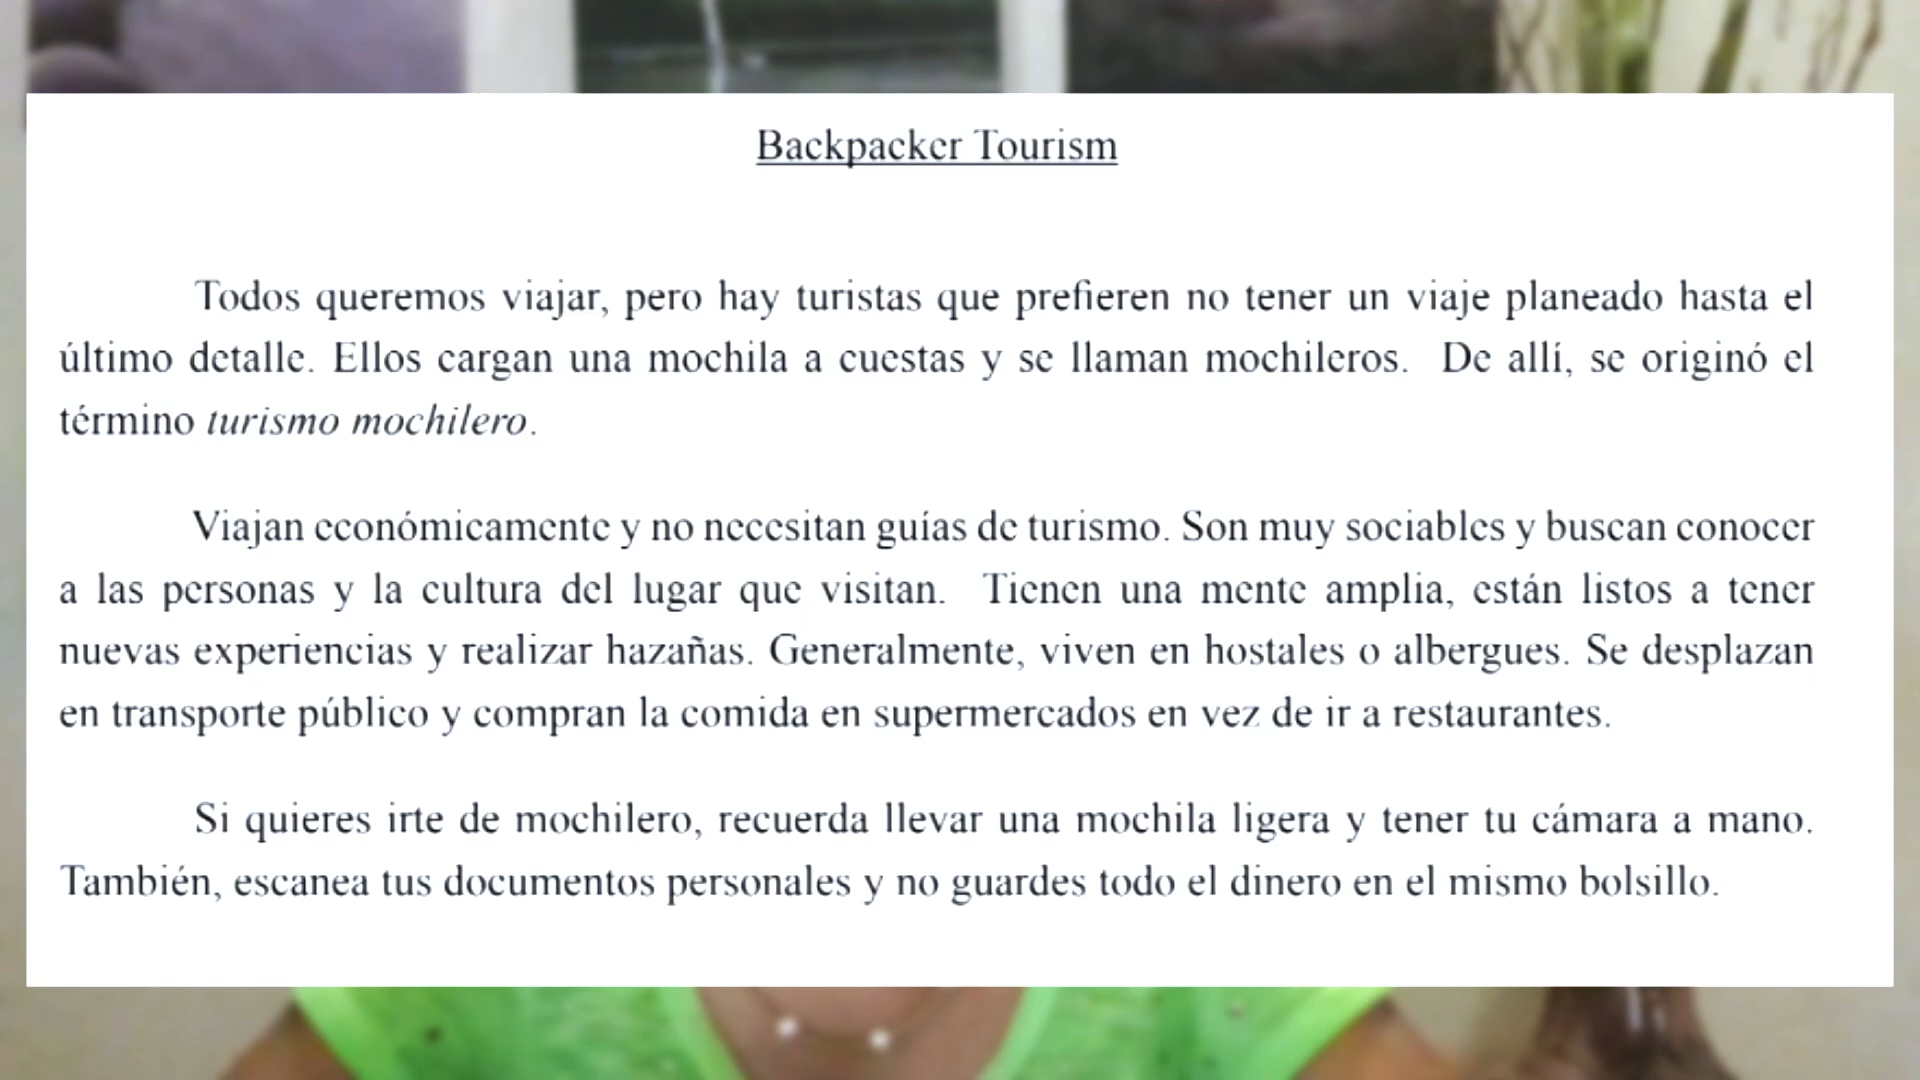 Backpacker Tourism
Todos queremos viajar, pero hay turistas que prefieren no tener un viaje planeado hasta el
último detalle. Ellos cargan una mochila a cuestas y se llaman mochileros. De allí, se originó el
término turismo mochilero.
Viajan económicamente y no necesitan guías de turismo. Son muy sociables y buscan conocer
a las personas y la cultura del lugar que visitan. Tienen una mente amplia, están listos a tener
nuevas experiencias y realizar hazañas. Generalmente, viven en hostales o albergues. Se desplazan
en transporte público y compran la comida en supermercados en vez de ir a restaurantes.
Si quieres irte de mochilero, recuerda llevar una mochila ligera y tener tu cámara a mano.
También, escanea tus documentos personales y no guardes todo el dinero en el mismo bolsillo.